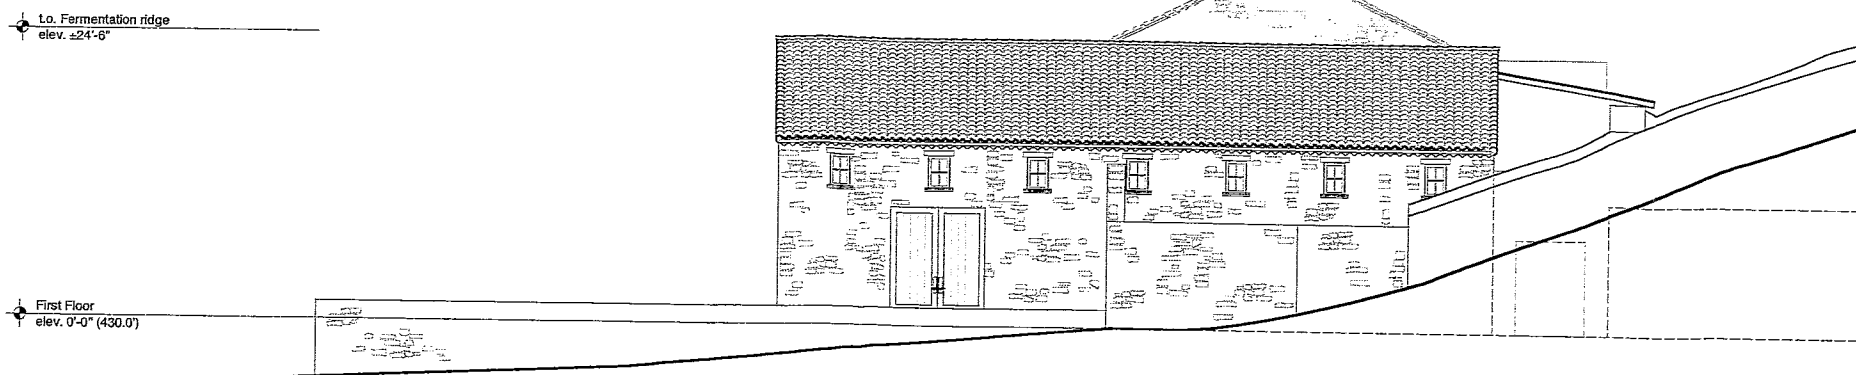 t.o. Fermentation ridge
elev. ±24'-6"
First Floor
elev. 0'-0" (430.0')